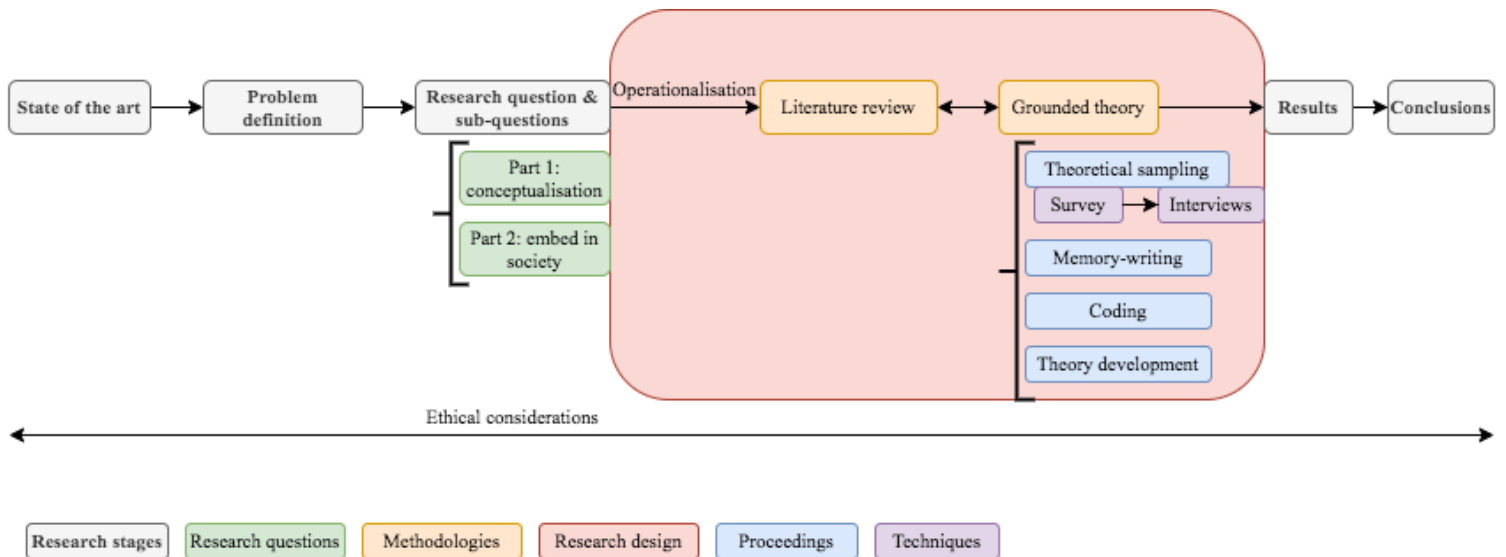 State of the art
Problem
definition
Research question &
sub-questions
Operationalisation
Literature review
Grounded theory
Results
Conclusions
Part 1:
conceptualisation
Part 2: embed in
society
Theoretical sampling
Survey
Interviews
Memory-writing
Coding
Theory development
Ethical considerations
Research stages
Research questions
Methodologies
Research design
Proceedings
Techniques